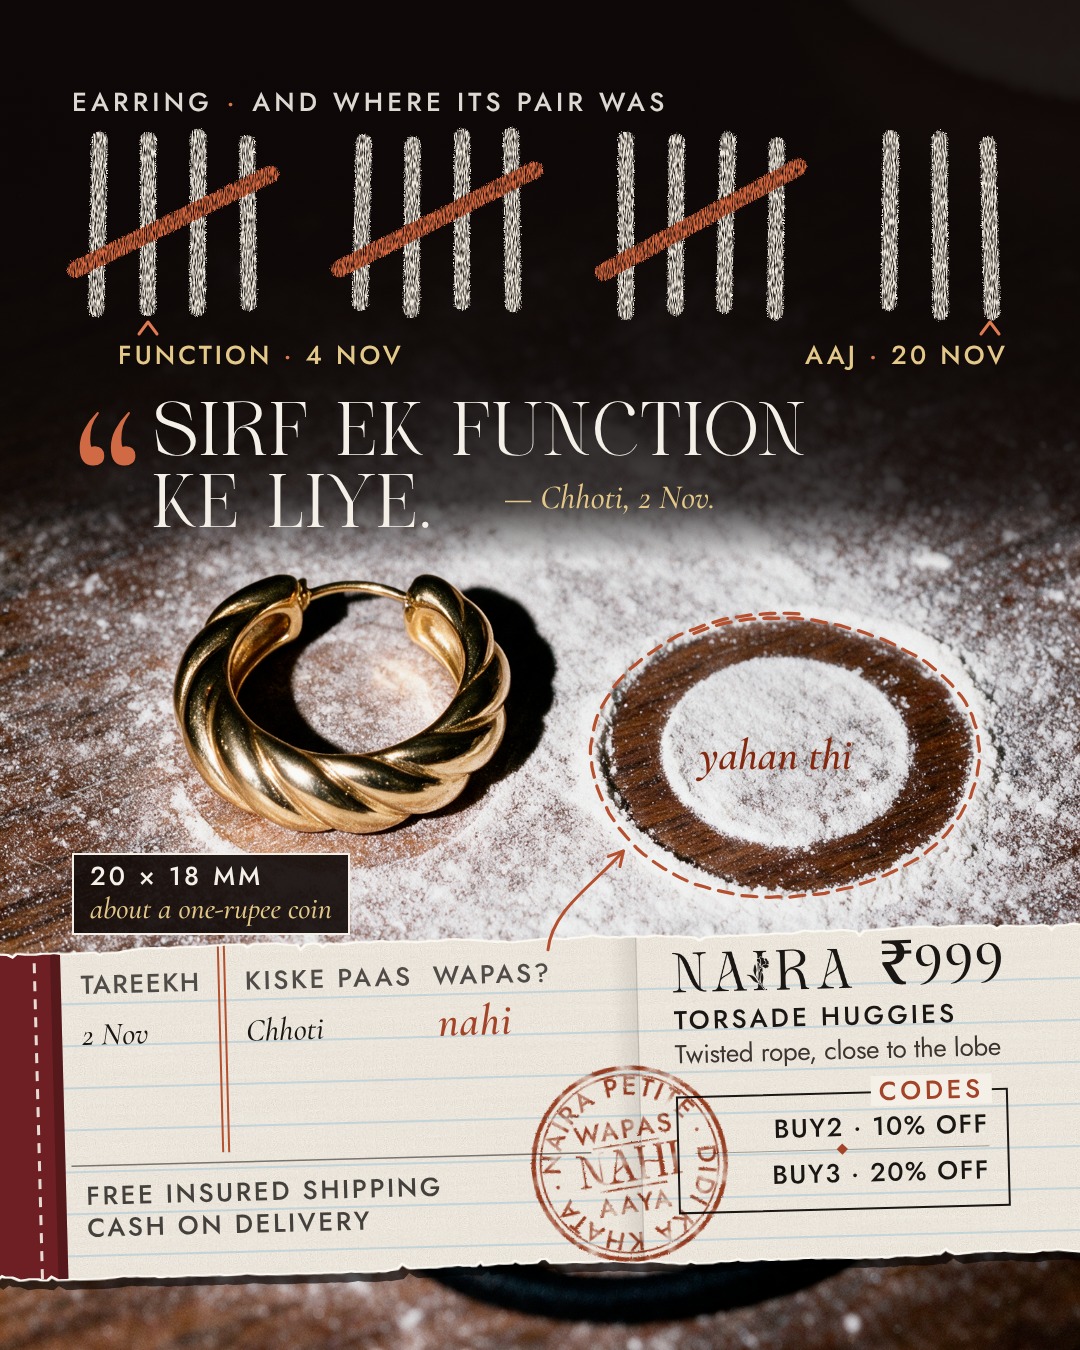 EARRING · AND WHERE ITS PAIR WAS
FUNCTION · 4 NOV
AAJ · 20 NOV
“SIRF EK FUNCTION
KE LIYE.
— Chhoti, 2 Nov.
yahan thi
20 × 18 MM
about a one-rupee coin
TAREEKH KISKE PAAS WAPAS?
2 Nov Chhoti nahi
NAIRA ₹999
TORSADE HUGGIES
Twisted rope, close to the lobe
CODES
BUY2 · 10% OFF
BUY3 · 20% OFF
NAIRA PETITE · DIDI KA KHATA ·
WAPAS
NAHI
AAYA
FREE INSURED SHIPPING
CASH ON DELIVERY